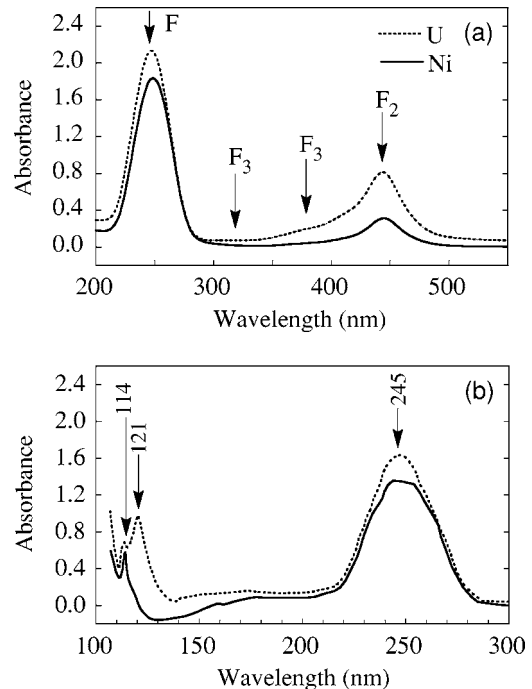 2.4
2.0
1.6
1.2
0.8
0.4
0.0
Absorbance
F
F3
F3
F2
U
Ni
(a)
200 300 400 500
Wavelength (nm)
2.4
2.0
1.6
1.2
0.8
0.4
0.0
Absorbance
114
121
245
(b)
100 150 200 250 300
Wavelength (nm)